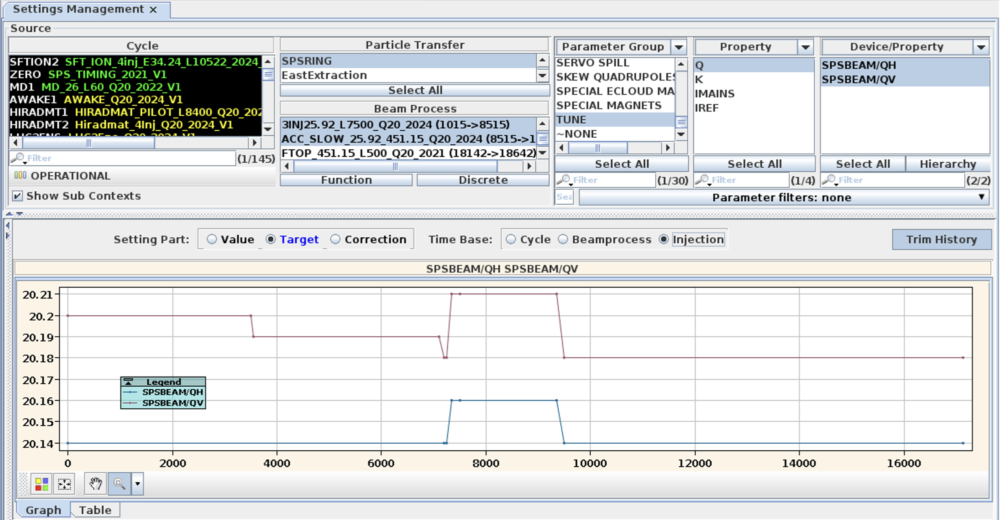 Settings Management x
Source
Cycle
SFTION2 SFT_ION_4inj_E34.24_L10522_2024_
ZERO SPS_TIMING_2021_V1
MD1 MD_26_L60_Q20_2022_V1
AWAKE1 AWAKE_Q20_2024_V1
HIRADMT1 HIRADMAT_PILOT_L8400_Q20_202
HIRADMT2 Hiradmat_4Inj_Q20_2024_V1
Filter (1/145)
OPERATIONAL
Show Sub Contexts
Particle Transfer
SPSRING
EastExtraction
Select All
Beam Process
3INJ25.92_L7500_Q20_2024 (1015->8515)
ACC_SLOW_25.92_451.15_Q20_2024 (8515->1
FTOP_451.15_L500_Q20_2021 (18142->18642)
Function Discrete
Parameter Group
SERVO SPILL
SKEW QUADRUPOLES
SPECIAL ECLOUD MA
SPECIAL MAGNETS
TUNE
~NONE
Select All
Filter (1/30)
Property
Q
K
IMAINS
IREF
Select All
Filter (1/4)
Device/Property
SPSBEAM/QH
SPSBEAM/QV
Select All Hierarchy
Filter (2/2)
Sea Parameter filters: none
Setting Part: Value Target Correction Time Base: Cycle Beamprocess Injection Trim History
SPSBEAM/QH SPSBEAM/QV
20.21
20.2
20.19
20.18
20.17
20.16
20.15
20.14
Legend
SPSBEAM/QH
SPSBEAM/QV
0 2000 4000 6000 8000 10000 12000 14000 16000
Graph Table